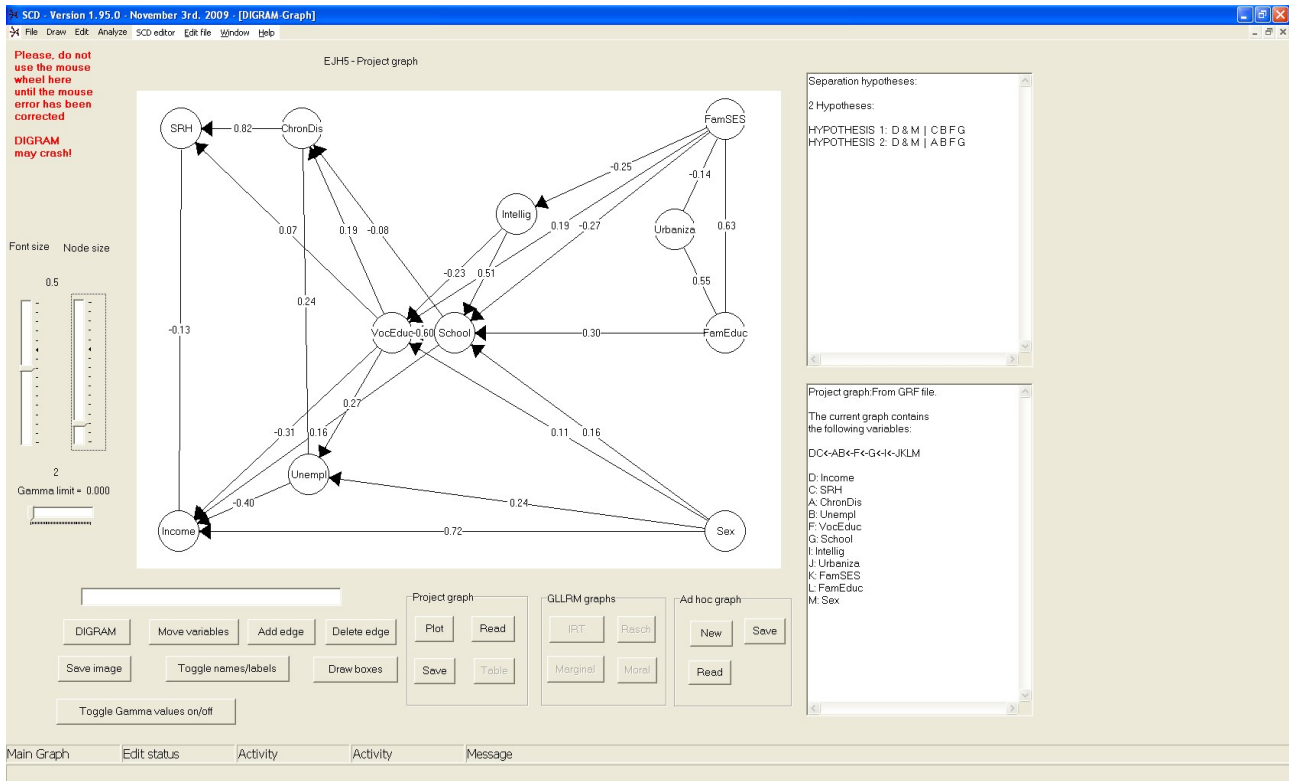 SCD - Version 1.95.0 - November 3rd. 2009 - [DIGRAM-Graph]
File Draw Edit Analyze SCD editor Edit file Window Help
Please, do not
use the mouse
wheel here
until the mouse
error has been
corrected
DIGRAM
may crash!
EJH5 - Project graph
SRH
0.82
ChronDis
FamSES
-0.25
-0.14
Intellig
Urbaniza
0.07
0.19
-0.08
0.19
-0.27
0.63
-0.23
0.51
0.55
0.24
-0.13
VocEduc
-0.60
School
0.30
FamEduc
0.27
-0.31
0.16
0.11
0.16
Unempl
-0.40
0.24
Income
0.72
Sex
Font size
Node size
0.5
2
Gamma limit = 0.000
Separation hypotheses:
2 Hypotheses:
HYPOTHESIS 1: D & M | C B F G
HYPOTHESIS 2: D & M | A B F G
Project graph:From GRF file.
The current graph contains
the following variables:
DC<-AB<-F<-G<-I<-JKLM
D: Income
C: SRH
A: ChronDis
B: Unempl
F: VocEduc
G: School
I: Intellig
J: Urbaniza
K: FamSES
L: FamEduc
M: Sex
DIGRAM
Move variables
Add edge
Delete edge
Save image
Toggle names/labels
Draw boxes
Toggle Gamma values on/off
Project graph
Plot
Read
Save
Table
GLLRM graphs
IRT
Rasch
Marginal
Moral
Ad hoc graph
New
Save
Read
Main Graph
Edit status
Activity
Activity
Message